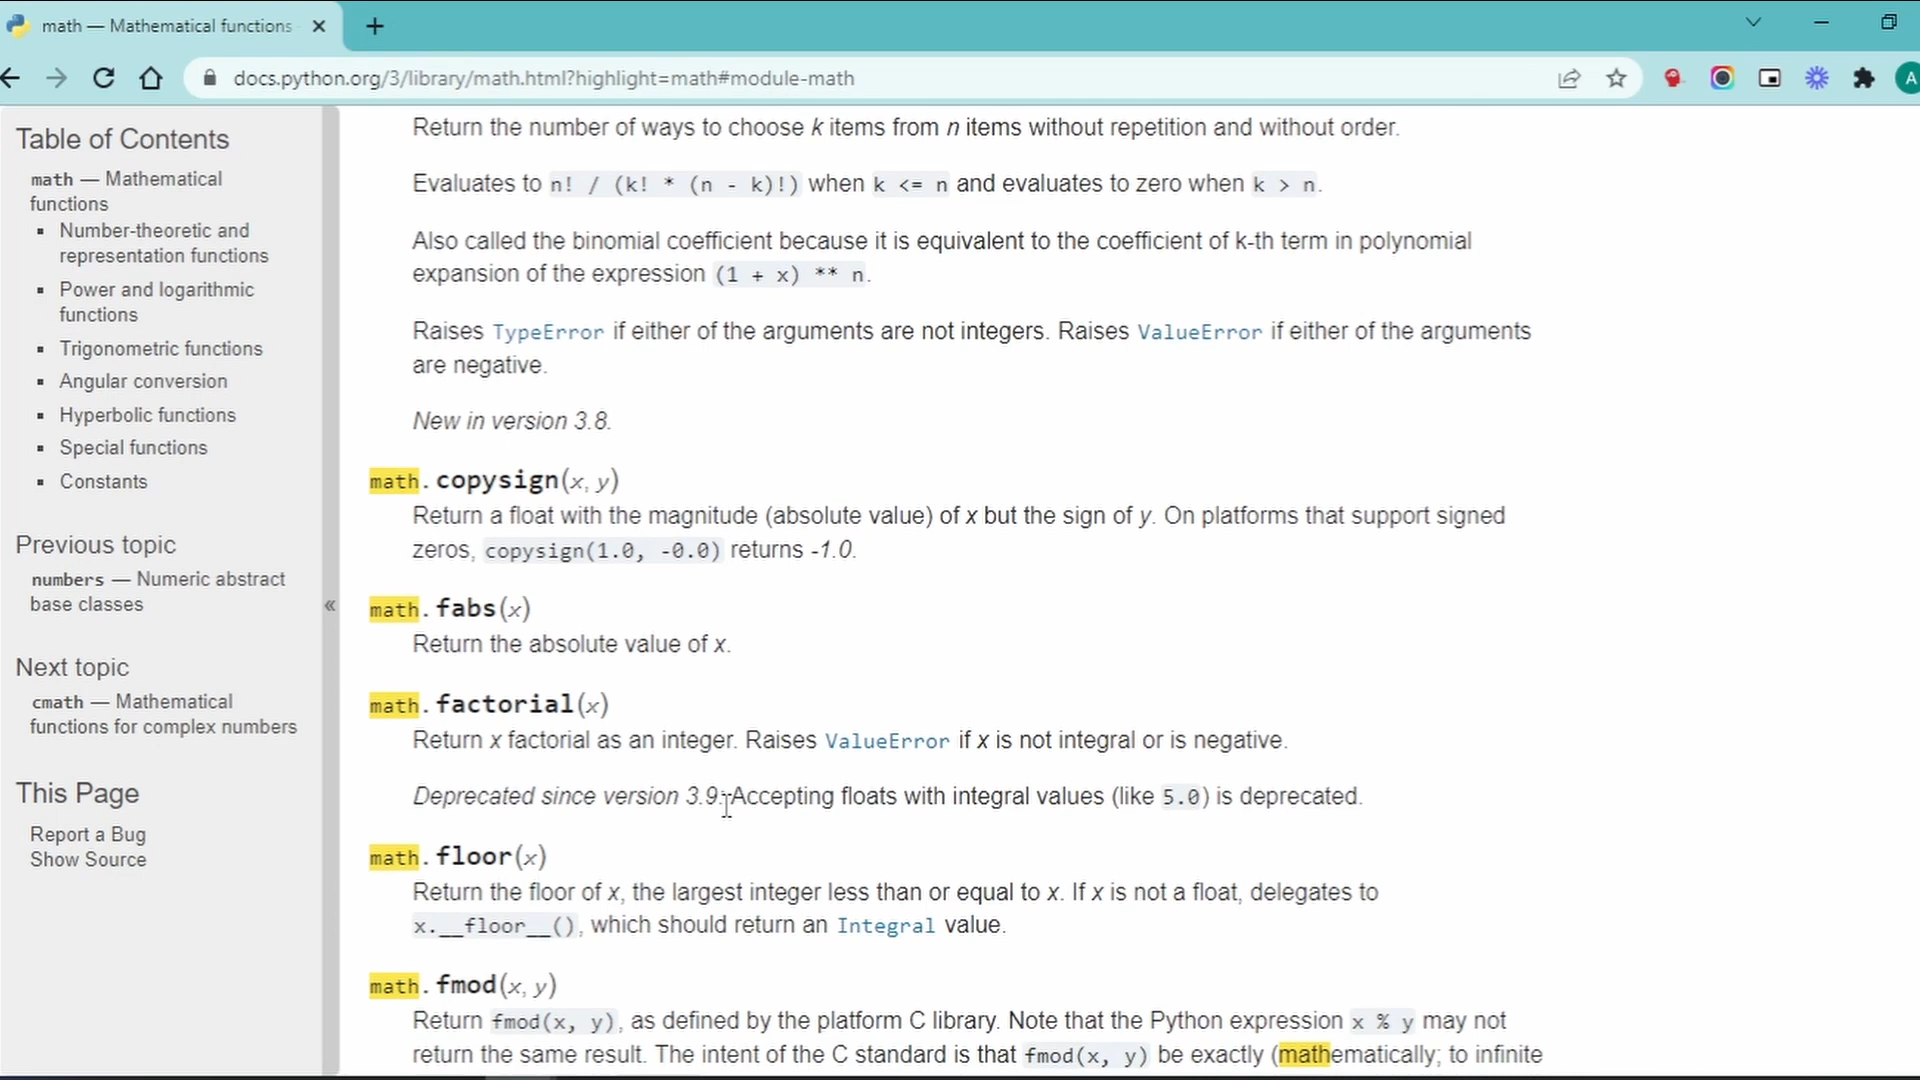 math — Mathematical functions
docs.python.org/3/library/math.html?highlight=math#module-math
A
Table of Contents
math — Mathematical
functions
Number-theoretic and
representation functions
Power and logarithmic
functions
Trigonometric functions
Angular conversion
Hyperbolic functions
Special functions
Constants
Previous topic
numbers — Numeric abstract
base classes
Next topic
cmath — Mathematical
functions for complex numbers
This Page
Report a Bug
Show Source
«
Return the number of ways to choose k items from n items without repetition and without order.
Evaluates to n! / (k! * (n - k)!) when k <= n and evaluates to zero when k > n.
Also called the binomial coefficient because it is equivalent to the coefficient of k-th term in polynomial
expansion of the expression (1 + x) ** n.
Raises TypeError if either of the arguments are not integers. Raises ValueError if either of the arguments
are negative.
New in version 3.8.
math.copysign(x, y)
Return a float with the magnitude (absolute value) of x but the sign of y. On platforms that support signed
zeros, copysign(1.0, -0.0) returns -1.0.
math.fabs(x)
Return the absolute value of x.
math.factorial(x)
Return x factorial as an integer. Raises ValueError if x is not integral or is negative.
Deprecated since version 3.9: Accepting floats with integral values (like 5.0) is deprecated.
math.floor(x)
Return the floor of x, the largest integer less than or equal to x. If x is not a float, delegates to
x.__floor__(), which should return an Integral value.
math.fmod(x, y)
Return fmod(x, y), as defined by the platform C library. Note that the Python expression x % y may not
return the same result. The intent of the C standard is that fmod(x, y) be exactly (mathematically; to infinite